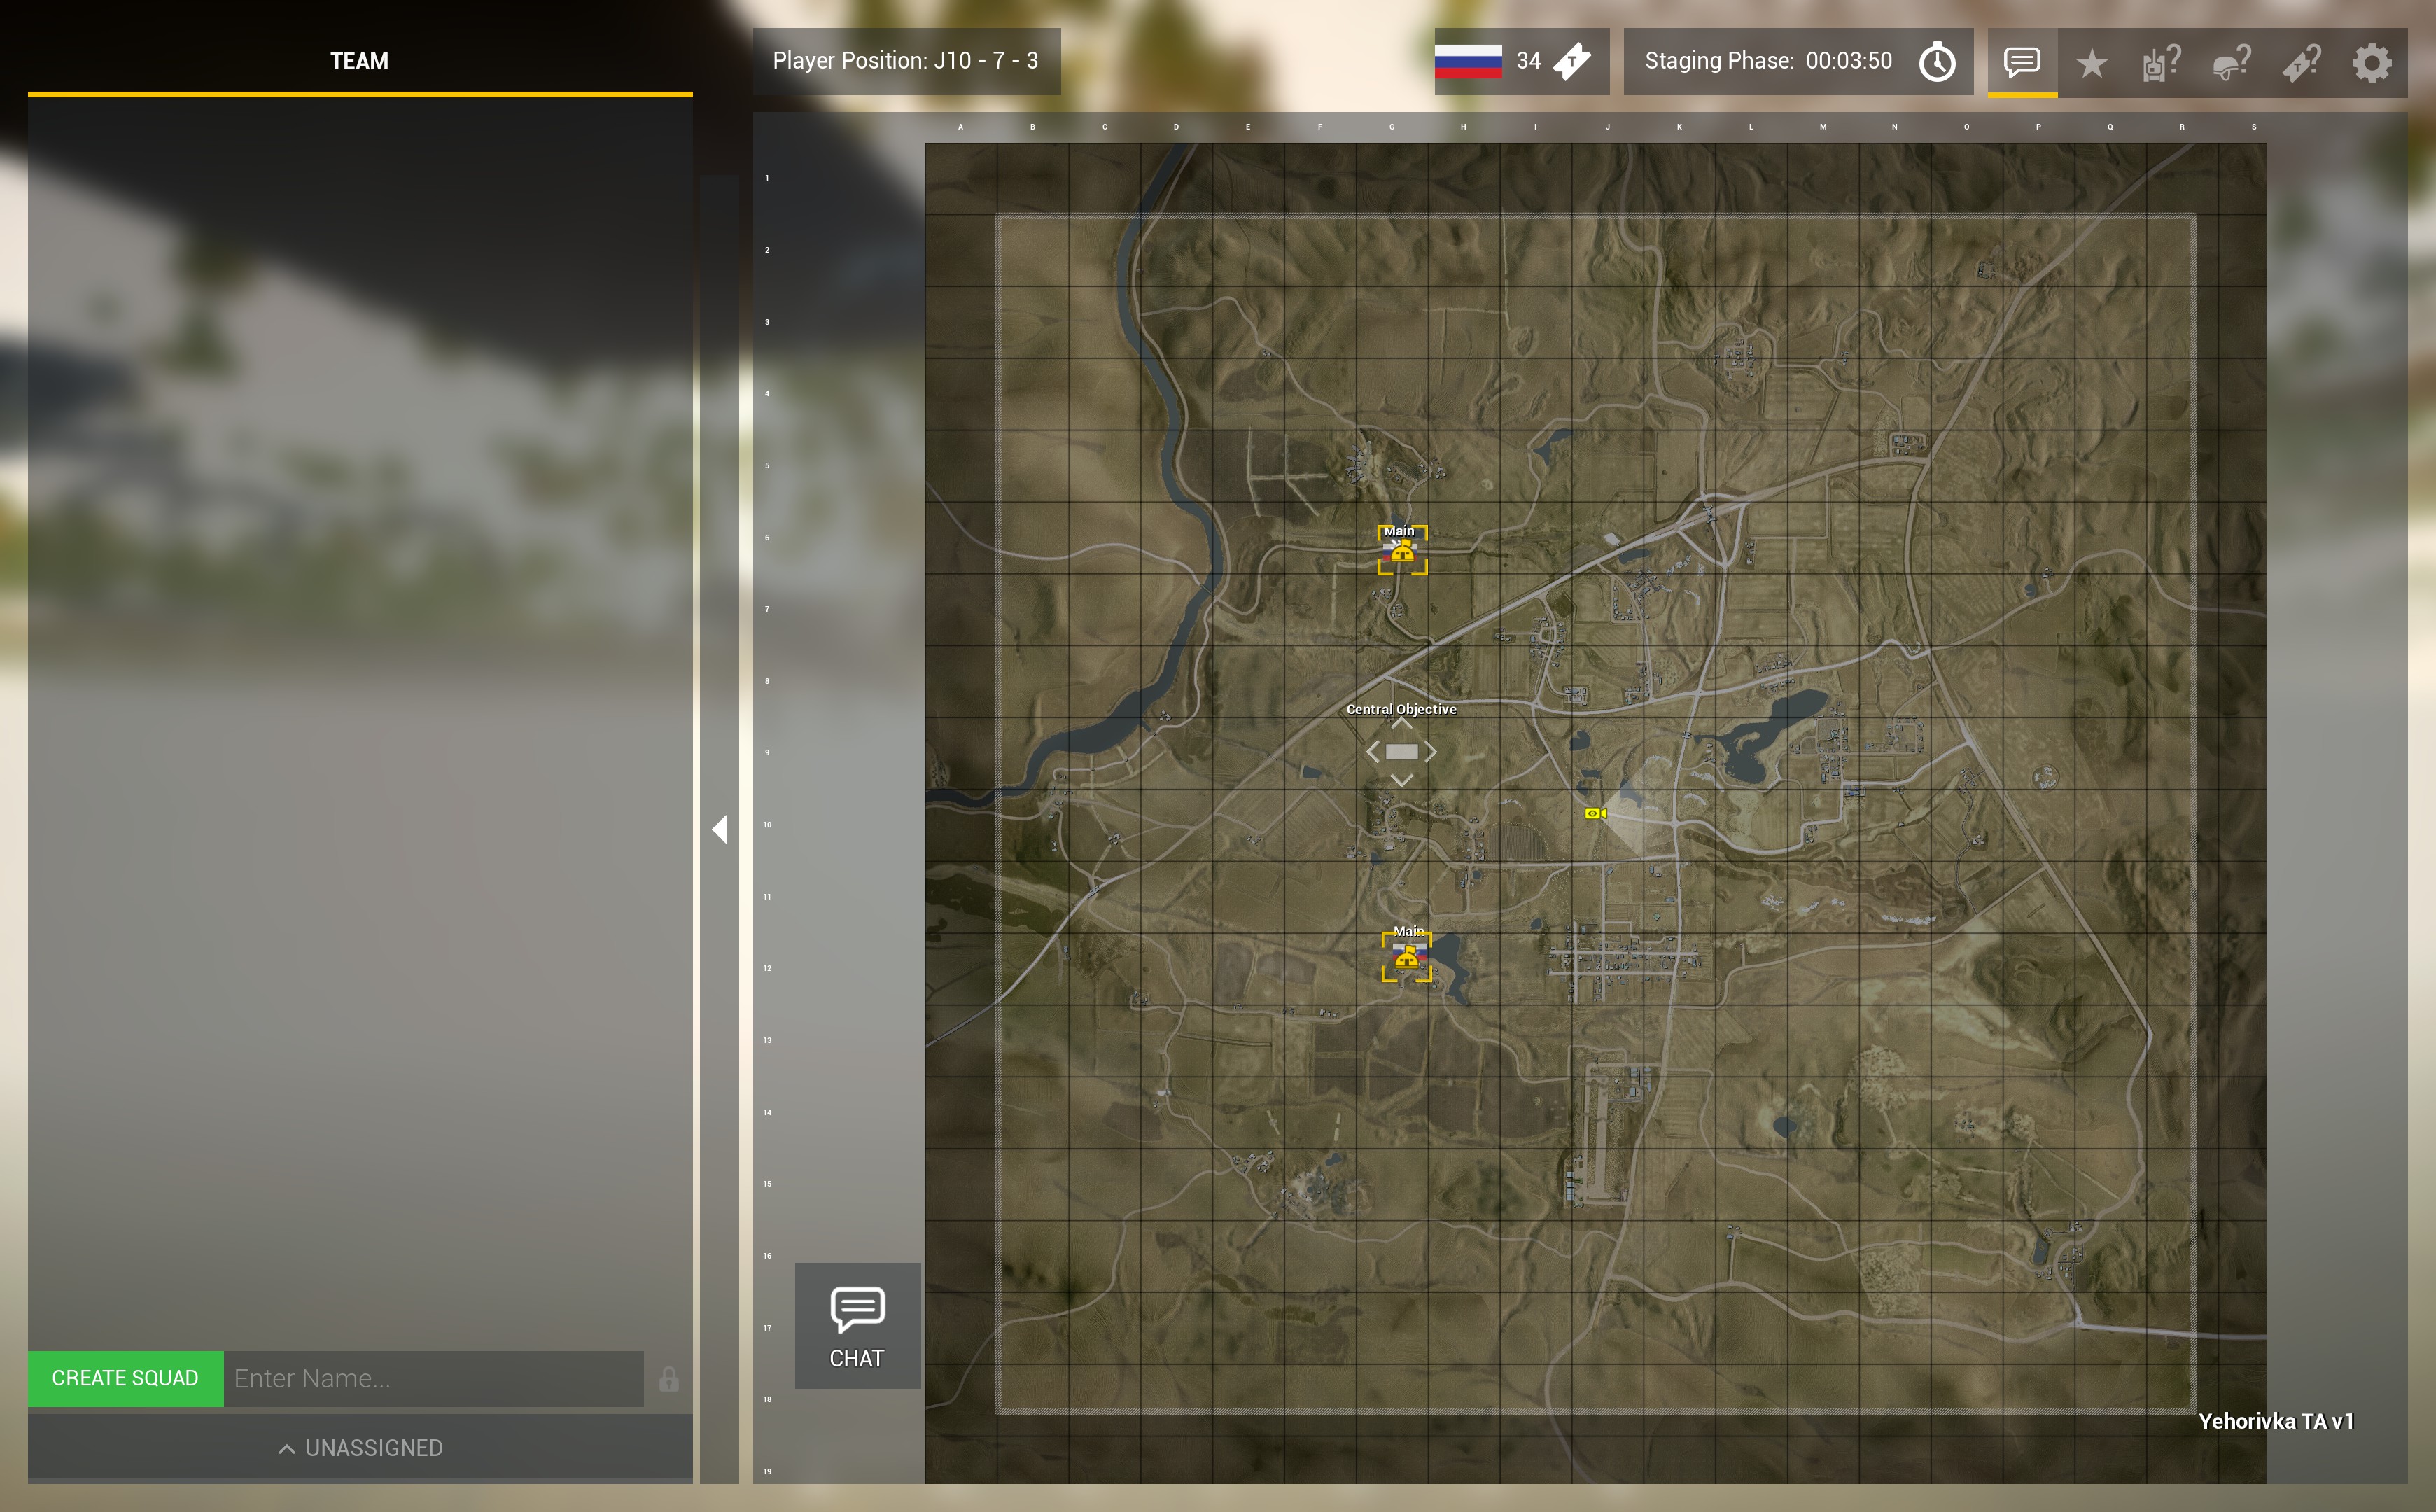 TEAM
Player Position: J10 - 7 - 3
34
T
Staging Phase: 00:03:50
? ? ?
A B C D E F G H I J K L M N O P Q R S
1
2
3
4
5
6
Main
7
8
Central Objective
9
10
11
Main
12
13
14
15
16
17
CHAT
18
19
CREATE SQUAD
Enter Name...
UNASSIGNED
Yehorivka TA v1